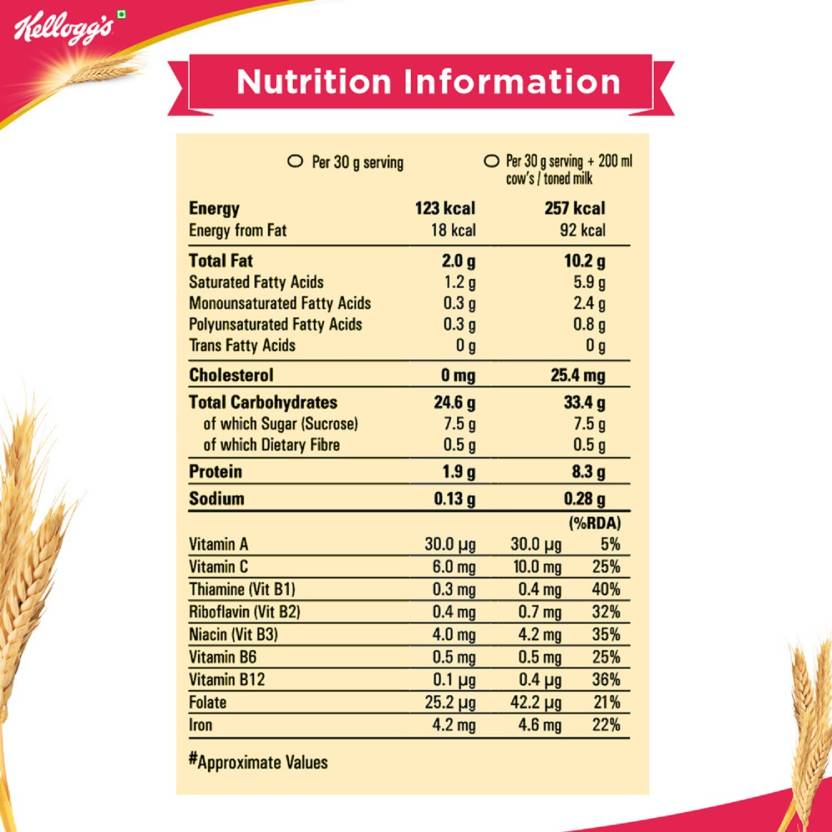 Kellogg's
Nutrition Information
Per 30 g serving
Per 30 g serving + 200 ml
cow's / toned milk
Energy 123 kcal 257 kcal
Energy from Fat 18 kcal 92 kcal
Total Fat 2.0 g 10.2 g
Saturated Fatty Acids 1.2 g 5.9 g
Monounsaturated Fatty Acids 0.3 g 2.4 g
Polyunsaturated Fatty Acids 0.3 g 0.8 g
Trans Fatty Acids 0 g 0 g
Cholesterol 0 mg 25.4 mg
Total Carbohydrates 24.6 g 33.4 g
of which Sugar (Sucrose) 7.5 g 7.5 g
of which Dietary Fibre 0.5 g 0.5 g
Protein 1.9 g 8.3 g
Sodium 0.13 g 0.28 g
(%RDA)
Vitamin A 30.0 µg 30.0 µg 5%
Vitamin C 6.0 mg 10.0 mg 25%
Thiamine (Vit B1) 0.3 mg 0.4 mg 40%
Riboflavin (Vit B2) 0.4 mg 0.7 mg 32%
Niacin (Vit B3) 4.0 mg 4.2 mg 35%
Vitamin B6 0.5 mg 0.5 mg 25%
Vitamin B12 0.1 µg 0.4 µg 36%
Folate 25.2 µg 42.2 µg 21%
Iron 4.2 mg 4.6 mg 22%
#Approximate Values